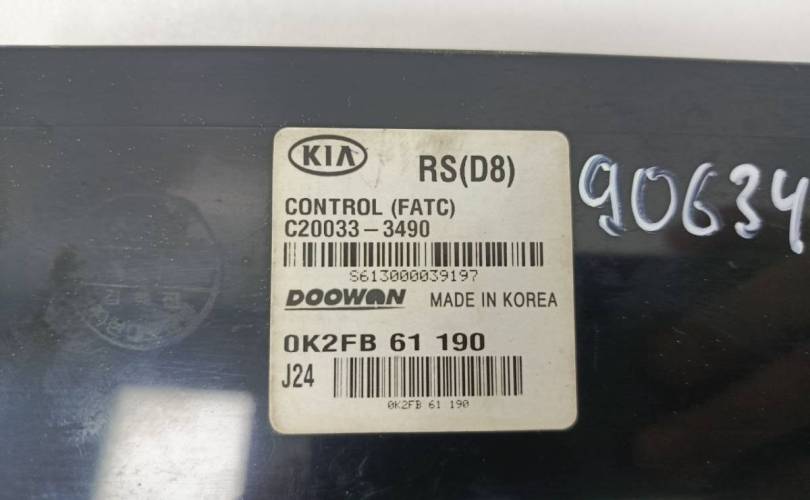 KIA
RS(D8)
CONTROL (FATC)
C20033-3490
S613000039197
DOOWON MADE IN KOREA
0K2FB 61 190
J24
0K2FB 61 190
90634